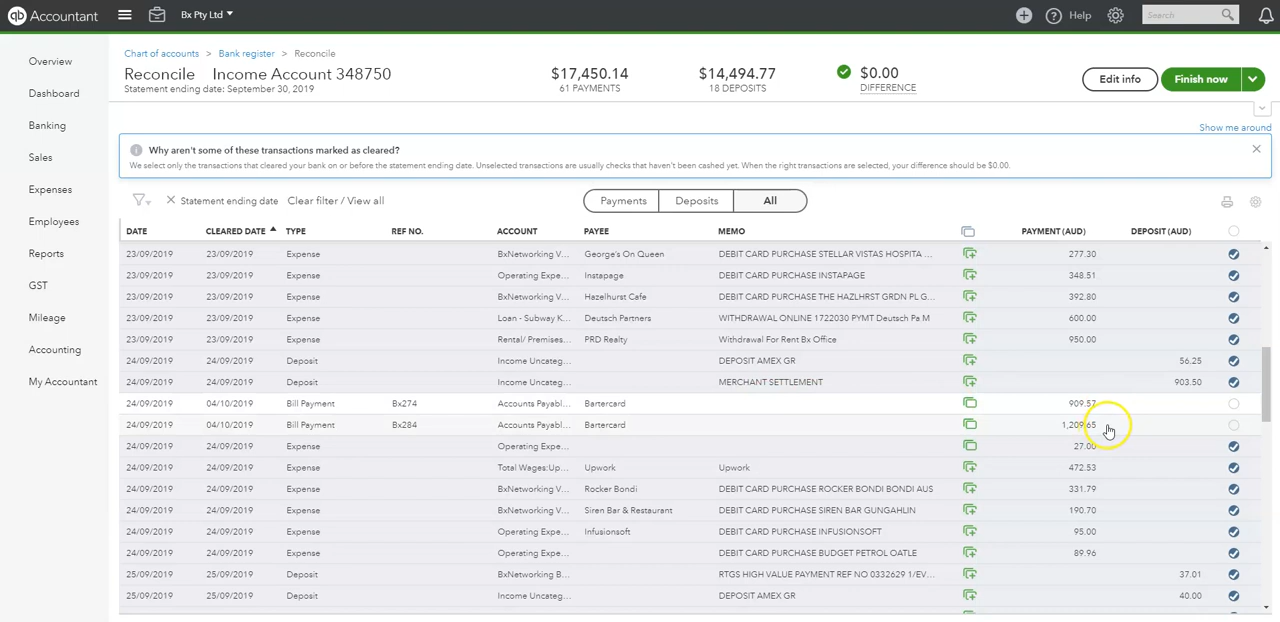 qb Accountant Bx Pty Ltd Help Search
Overview
Dashboard
Banking
Sales
Expenses
Employees
Reports
GST
Mileage
Accounting
My Accountant
Chart of accounts > Bank register > Reconcile
Reconcile Income Account 348750
Statement ending date: September 30, 2019
$17,450.14
61 PAYMENTS
$14,494.77
18 DEPOSITS
$0.00
DIFFERENCE
Edit info
Finish now
Show me around
Why aren't some of these transactions marked as cleared?
We select only the transactions that cleared your bank on or before the statement ending date. Unselected transactions are usually checks that haven't been cashed yet. When the right transactions are selected, your difference should be $0.00.
Statement ending date Clear filter / View all Payments Deposits All
DATE CLEARED DATE TYPE REF NO. ACCOUNT PAYEE MEMO PAYMENT (AUD) DEPOSIT (AUD)
23/09/2019 23/09/2019 Expense BxNetworking V... George's On Queen DEBIT CARD PURCHASE STELLAR VISTAS HOSPITA ... 277.30
23/09/2019 23/09/2019 Expense Operating Expe... Instapage DEBIT CARD PURCHASE INSTAPAGE 348.51
23/09/2019 23/09/2019 Expense BxNetworking V... Hazelhurst Cafe DEBIT CARD PURCHASE THE HAZLHRST GRDN PL G... 392.80
23/09/2019 23/09/2019 Expense Loan - Subway K... Deutsch Partners WITHDRAWAL ONLINE 1722030 PYMT Deutsch Pa M 600.00
23/09/2019 23/09/2019 Expense Rental/ Premises... PRD Realty Withdrawal For Rent Bx Office 950.00
24/09/2019 24/09/2019 Deposit Income Uncateg... DEPOSIT AMEX GR 56.25
24/09/2019 24/09/2019 Deposit Income Uncateg... MERCHANT SETTLEMENT 903.50
24/09/2019 04/10/2019 Bill Payment Bx274 Accounts Payabl... Bartercard 909.57
24/09/2019 04/10/2019 Bill Payment Bx284 Accounts Payabl... Bartercard 1,209.65
24/09/2019 24/09/2019 Expense Operating Expe... 27.00
24/09/2019 24/09/2019 Expense Total Wages:Up... Upwork Upwork 472.53
24/09/2019 24/09/2019 Expense BxNetworking V... Rocker Bondi DEBIT CARD PURCHASE ROCKER BONDI BONDI AUS 331.79
24/09/2019 24/09/2019 Expense BxNetworking V... Siren Bar & Restaurant DEBIT CARD PURCHASE SIREN BAR GUNGAHLIN 190.70
24/09/2019 24/09/2019 Expense Operating Expe... Infusionsoft DEBIT CARD PURCHASE INFUSIONSOFT 95.00
24/09/2019 24/09/2019 Expense Operating Expe... DEBIT CARD PURCHASE BUDGET PETROL OATLE 89.96
25/09/2019 25/09/2019 Deposit BxNetworking B... RTGS HIGH VALUE PAYMENT REF NO 0332629 1/EV... 37.01
25/09/2019 25/09/2019 Deposit Income Uncateg... DEPOSIT AMEX GR 40.00